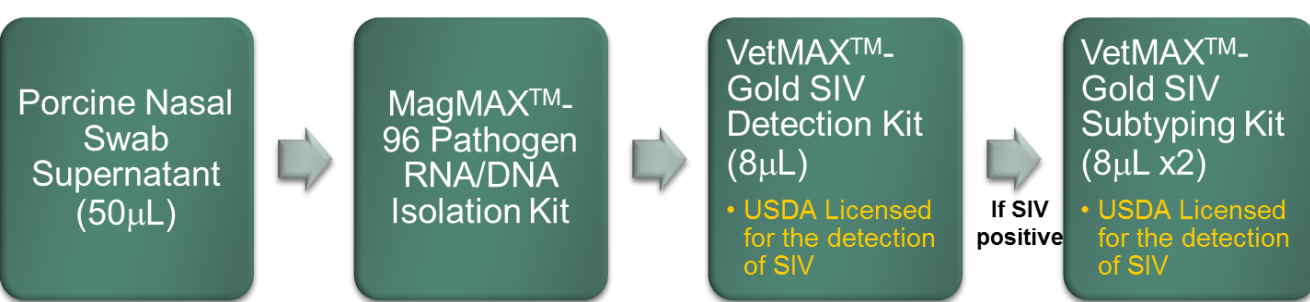 Porcine Nasal
Swab
Supernatant
(50μL)
MagMAX™-
96 Pathogen
RNA/DNA
Isolation Kit
VetMAX™-
Gold SIV
Detection Kit
(8μL)
• USDA Licensed
for the detection
of SIV
If SIV
positive
VetMAX™-
Gold SIV
Subtyping Kit
(8μL x2)
• USDA Licensed
for the detection
of SIV